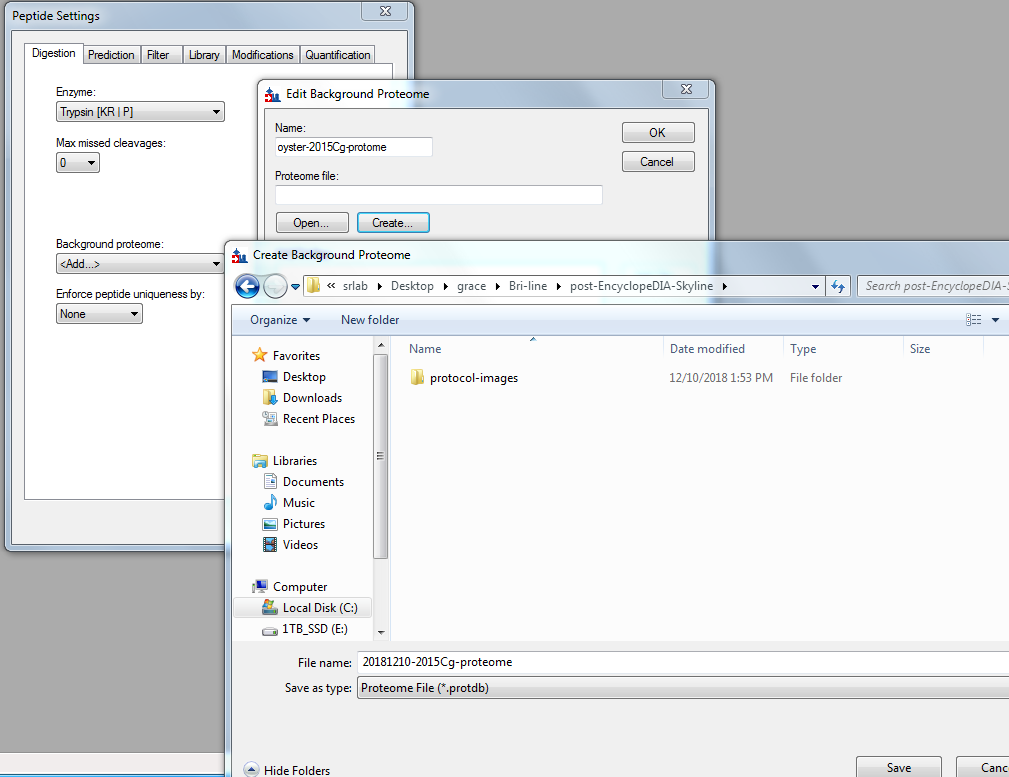 Peptide Settings
Digestion Prediction Filter Library Modifications Quantification
Enzyme:
Trypsin [KR | P]
Max missed cleavages:
0
Background proteome:
<Add...>
Enforce peptide uniqueness by:
None
Edit Background Proteome
Name:
oyster-2015Cg-protome
Proteome file:
OK
Cancel
Open...
Create...
Create Background Proteome
« srlab Desktop grace Bri-line post-EncyclopeDIA-Skyline
Search post-EncyclopeDIA-S
Organize
New folder
Name Date modified Type Size
protocol-images 12/10/2018 1:53 PM File folder
Favorites
Desktop
Downloads
Recent Places
Libraries
Documents
Music
Pictures
Videos
Computer
Local Disk (C:)
1TB_SSD (E:)
File name: 20181210-2015Cg-proteome
Save as type: Proteome File (*.protdb)
Hide Folders
Save
Canc